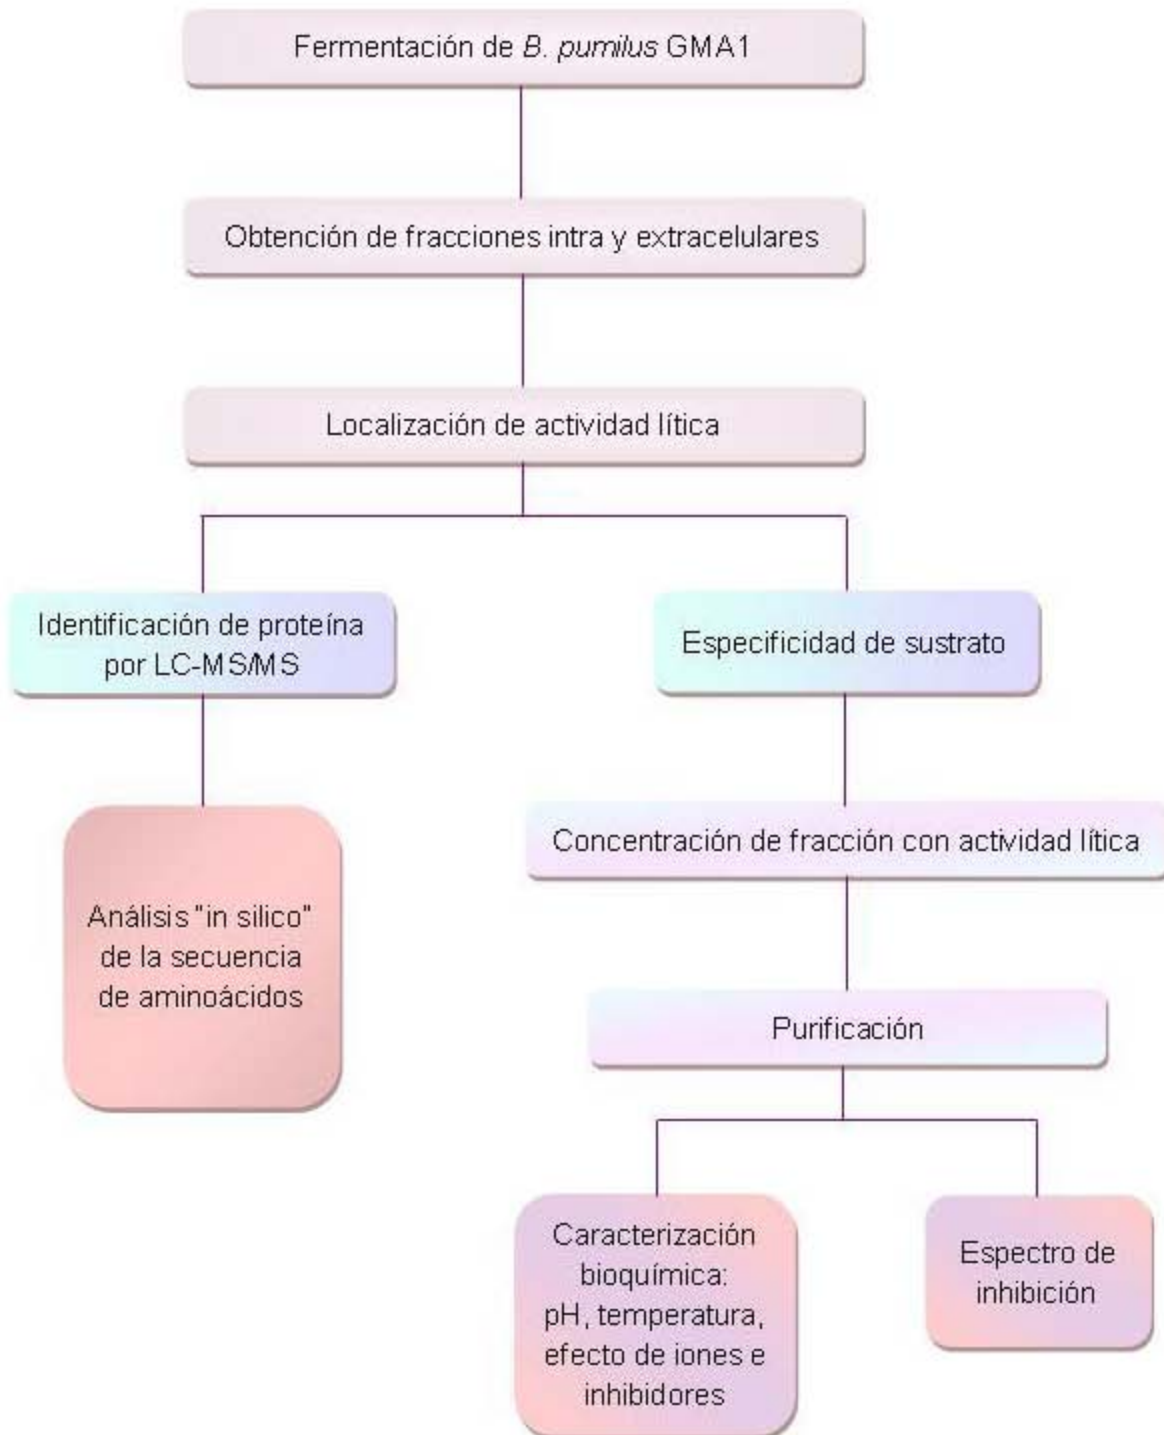 Fermentación de B. pumilus GMA1
Obtención de fracciones intra y extracelulares
Localización de actividad lítica
Identificación de proteína
por LC-MS/MS
Especificidad de sustrato
Análisis "in silico"
de la secuencia
de aminoácidos
Concentración de fracción con actividad lítica
Purificación
Caracterización
bioquímica:
pH, temperatura,
efecto de iones e
inhibidores
Espectro de
inhibición